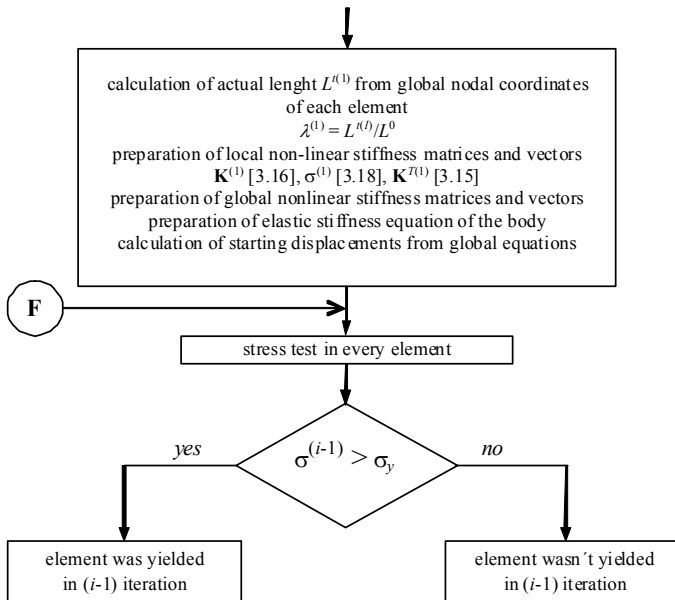 calculation of actual lenght L^t(1) from global nodal coordinates
of each element
λ^(1) = L^t(I)/L^0
preparation of local non-linear stiffness matrices and vectors
K^(1) [3.16], σ^(1) [3.18], K^T(1) [3.15]
preparation of global nonlinear stiffness matrices and vectors
preparation of elastic stiffness equation of the body
calculation of starting displacements from global equations
F
stress test in every element
yes
σ^(i-1) > σ_y
no
element was yielded
in (i-1) iteration
element wasn´t yielded
in (i-1) iteration